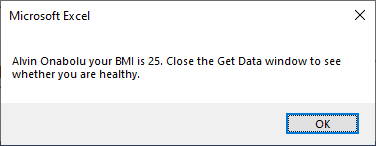 Microsoft Excel
Alvin Onabolu your BMI is 25. Close the Get Data window to see
whether you are healthy.
OK